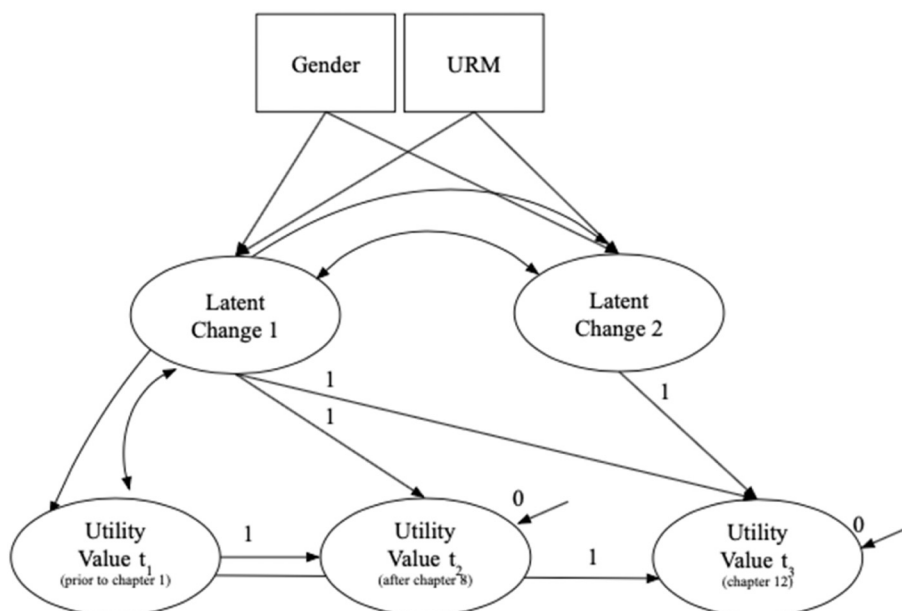 Gender
URM
Latent
Change 1
Latent
Change 2
1
1
1
0
0
Utility
Value t1
(prior to chapter 1)
1
Utility
Value t2
(after chapter 8)
1
Utility
Value t3
(chapter 12)